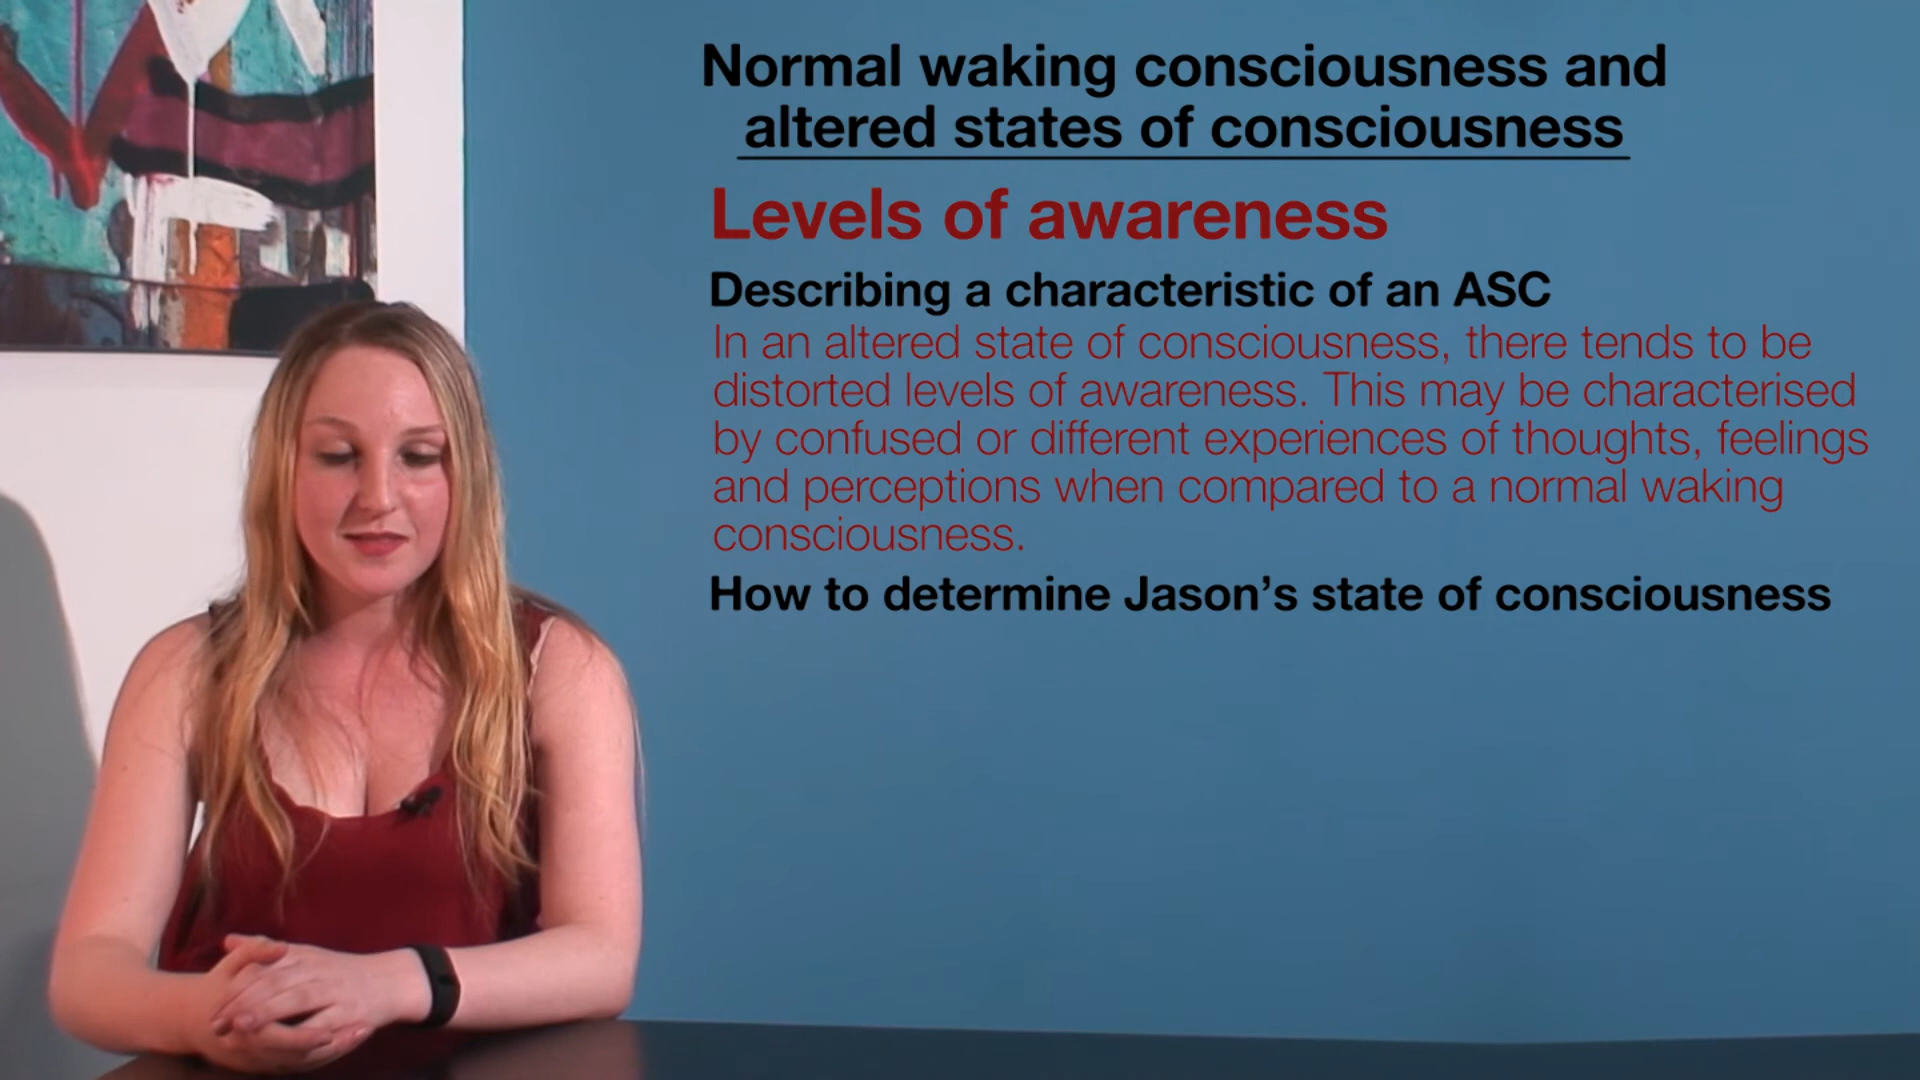 Normal waking consciousness and
altered states of consciousness
Levels of awareness
Describing a characteristic of an ASC
In an altered state of consciousness, there tends to be
distorted levels of awareness. This may be characterised
by confused or different experiences of thoughts, feelings
and perceptions when compared to a normal waking
consciousness.
How to determine Jason’s state of consciousness